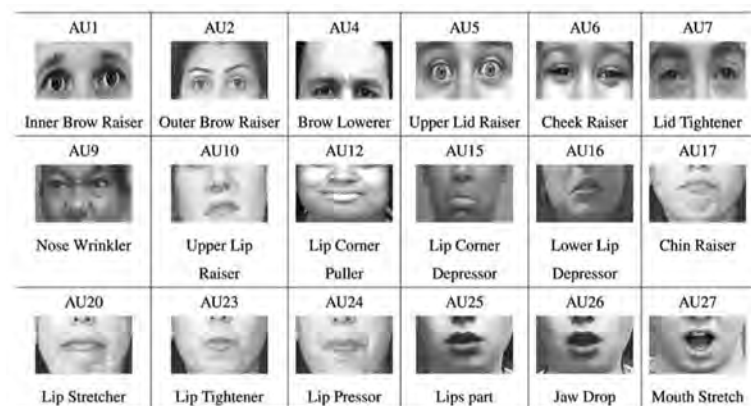 AU1 AU2 AU4 AU5 AU6 AU7
Inner Brow Raiser Outer Brow Raiser Brow Lowerer Upper Lid Raiser Cheek Raiser Lid Tightener
AU9 AU10 AU12 AU15 AU16 AU17
Nose Wrinkler Upper Lip Lip Corner Lip Corner Lower Lip Chin Raiser
Raiser Puller Depressor Depressor
AU20 AU23 AU24 AU25 AU26 AU27
Lip Stretcher Lip Tightener Lip Pressor Lips part Jaw Drop Mouth Stretch